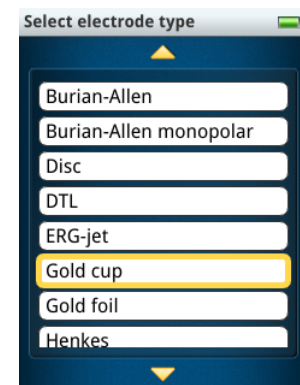 Select electrode type
Burian-Allen
Burian-Allen monopolar
Disc
DTL
ERG-jet
Gold cup
Gold foil
Henkes